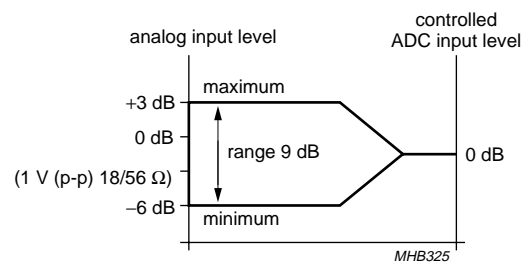 controlled
ADC input level
analog input level
maximum
+3 dB
0 dB
range 9 dB
0 dB
(1 V (p-p) 18/56 Ω)
−6 dB
minimum
MHB325